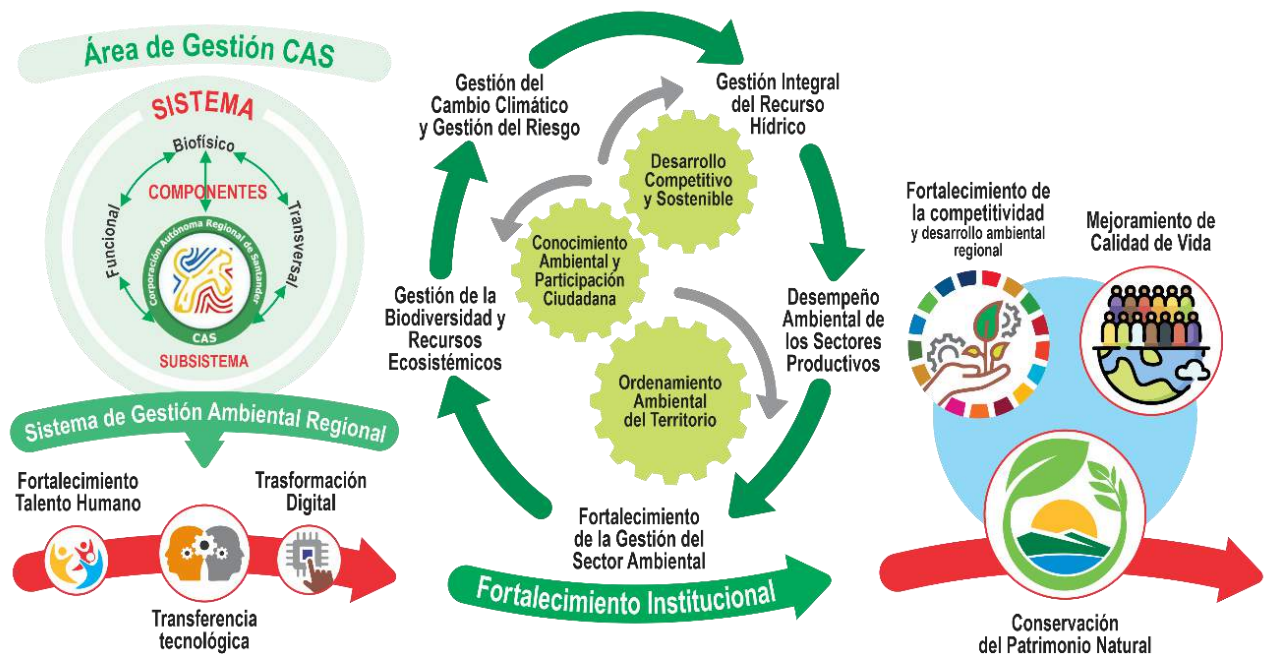 Área de Gestión CAS
SISTEMA
Biofísico
COMPONENTES
Funcional
Transversal
Corporación Autónoma Regional de Santander
CAS
SUBSISTEMA
Sistema de Gestión Ambiental Regional
Fortalecimiento
Talento Humano
Trasformación
Digital
Transferencia
tecnológica
Gestión del
Cambio Climático
y Gestión del Riesgo
Gestión Integral
del Recurso
Hídrico
Desarrollo
Competitivo
y Sostenible
Conocimiento
Ambiental y
Participación
Ciudadana
Gestión de la
Biodiversidad y
Recursos
Ecosistémicos
Desempeño
Ambiental de
los Sectores
Productivos
Ordenamiento
Ambiental
del Territorio
Fortalecimiento
de la Gestión del
Sector Ambiental
Fortalecimiento Institucional
Fortalecimiento de
la competitividad
y desarrollo ambiental
regional
Mejoramiento de
Calidad de Vida
Conservación
del Patrimonio Natural